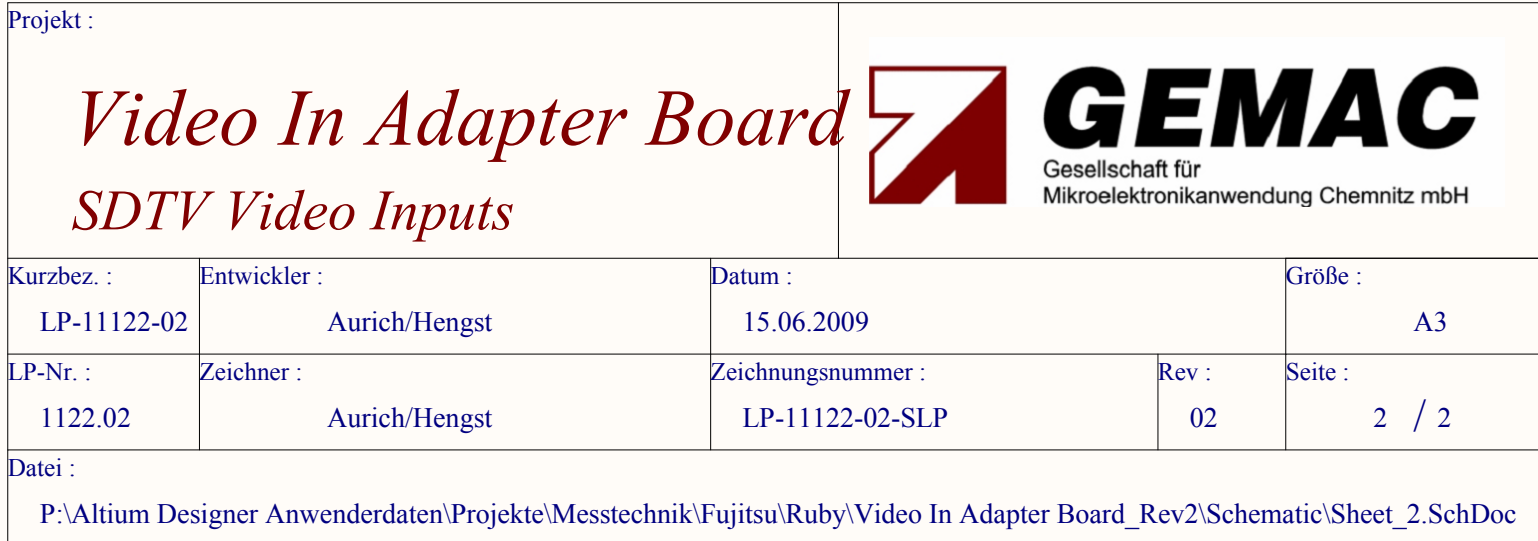 Projekt :
Video In Adapter Board
SDTV Video Inputs
GEMAC
Gesellschaft für
Mikroelektronikanwendung Chemnitz mbH
Kurzbez. :
LP-11122-02
Entwickler :
Aurich/Hengst
Datum :
15.06.2009
Größe :
A3
LP-Nr. :
1122.02
Zeichner :
Aurich/Hengst
Zeichnungsnummer :
LP-11122-02-SLP
Rev :
02
Seite :
2 / 2
Datei :
P:\Altium Designer Anwenderdaten\Projekte\Messtechnik\Fujitsu\Ruby\Video In Adapter Board_Rev2\Schematic\Sheet_2.SchDoc